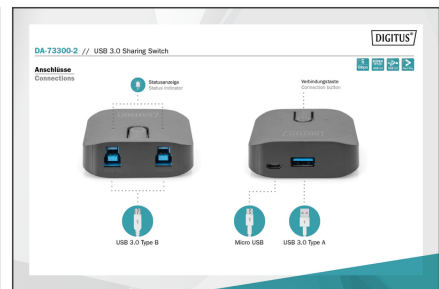 DIGITUS®
DA-73300-2 // USB 3.0 Sharing Switch
Anschlüsse
Connections
Statusanzeige
Status indicator
Verbindungstaste
Connection button
DIGITUS
USB 3.0 Type B
Micro USB
USB 3.0 Type A